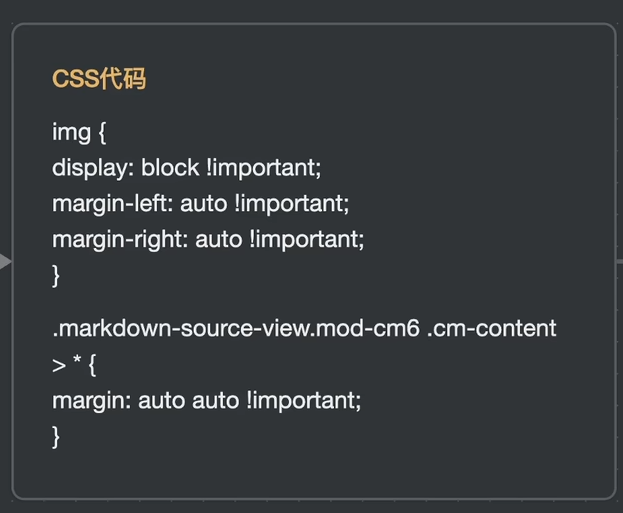 CSS代码
img {
display: block !important;
margin-left: auto !important;
margin-right: auto !important;
}
.markdown-source-view.mod-cm6 .cm-content
> * {
margin: auto auto !important;
}